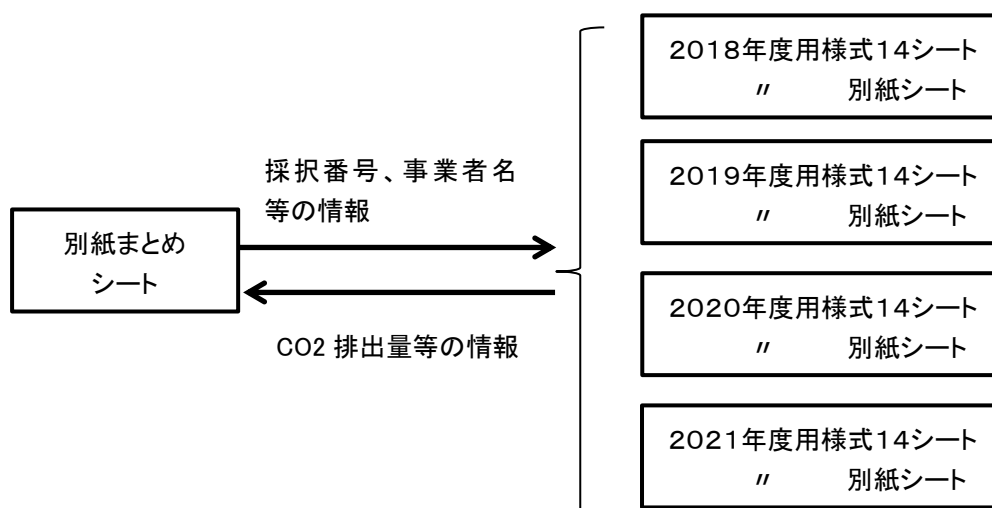 別紙まとめ
シート
採択番号、事業者名
等の情報
CO2 排出量等の情報
2018年度用様式14シート
〃 別紙シート
2019年度用様式14シート
〃 別紙シート
2020年度用様式14シート
〃 別紙シート
2021年度用様式14シート
〃 別紙シート